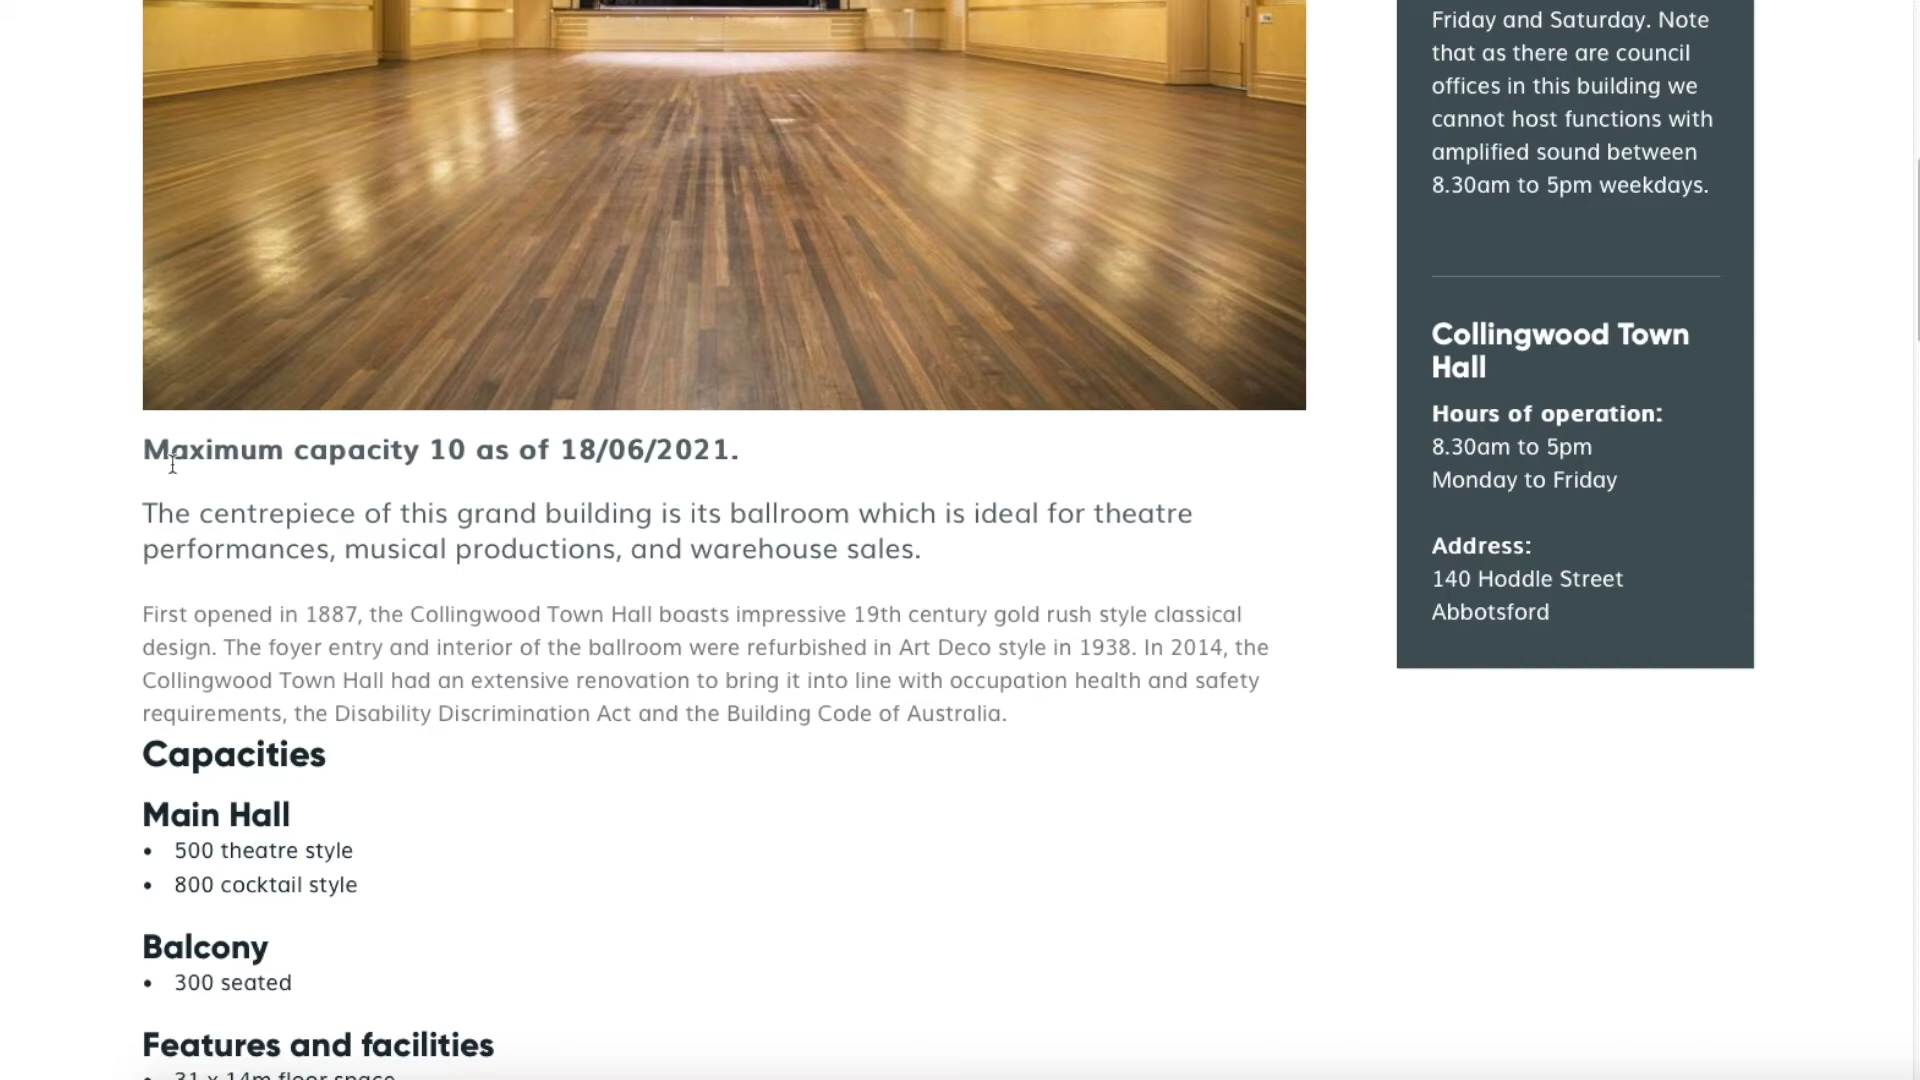 Friday and Saturday. Note
that as there are council
offices in this building we
cannot host functions with
amplified sound between
8.30am to 5pm weekdays.
Collingwood Town
Hall
Hours of operation:
8.30am to 5pm
Monday to Friday
Address:
140 Hoddle Street
Abbotsford
Maximum capacity 10 as of 18/06/2021.
The centrepiece of this grand building is its ballroom which is ideal for theatre
performances, musical productions, and warehouse sales.
First opened in 1887, the Collingwood Town Hall boasts impressive 19th century gold rush style classical
design. The foyer entry and interior of the ballroom were refurbished in Art Deco style in 1938. In 2014, the
Collingwood Town Hall had an extensive renovation to bring it into line with occupation health and safety
requirements, the Disability Discrimination Act and the Building Code of Australia.
Capacities
Main Hall
• 500 theatre style
• 800 cocktail style
Balcony
• 300 seated
Features and facilities
• 31 x 14m floor space